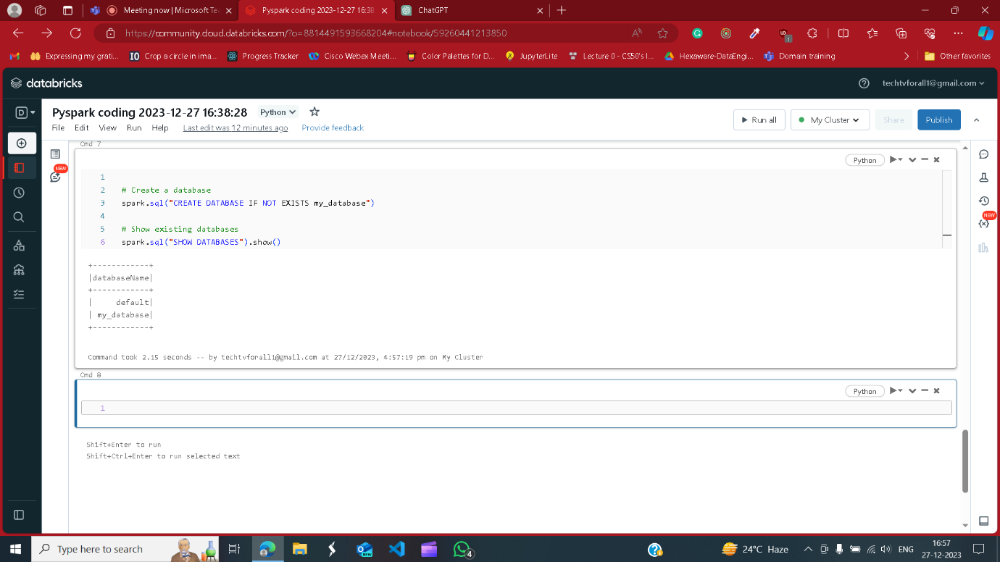 Meeting now | Microsoft Tea
Pyspark coding 2023-12-27 16:38
ChatGPT
https://community.cloud.databricks.com/?o=8814491593668204#notebook/59260441213850
Expressing my grati...
Crop a circle in ima...
Progress Tracker
Cisco Webex Meeti...
Color Palettes for D...
JupyterLite
Lecture 0 - CS50's I...
Hexaware-DataEngi...
Domain training
Other favorites
databricks
techtvforall1@gmail.com
D
Pyspark coding 2023-12-27 16:38:28
Python
File Edit View Run Help Last edit was 12 minutes ago Provide feedback
Run all
My Cluster
Share
Publish
NEW
NEW
Cmd 7
Python
1
2 # Create a database
3 spark.sql("CREATE DATABASE IF NOT EXISTS my_database")
4
5 # Show existing databases
6 spark.sql("SHOW DATABASES").show()
+------------+
|databaseName|
+------------+
|     default|
| my_database|
+------------+
Command took 2.15 seconds -- by techtvforall1@gmail.com at 27/12/2023, 4:57:19 pm on My Cluster
Cmd 8
Python
1
Shift+Enter to run
Shift+Ctrl+Enter to run selected text
Type here to search
4
24°C Haze
ENG
16:57
27-12-2023